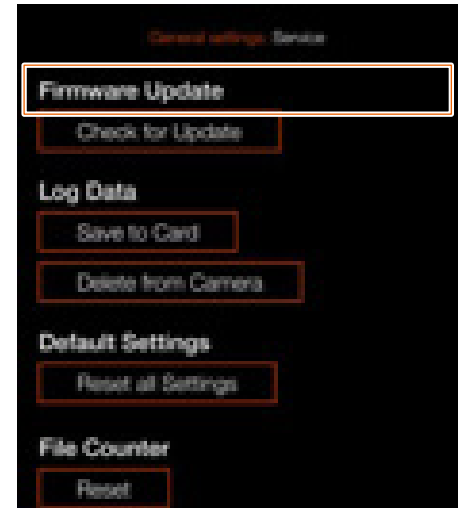 General settings: Service
Firmware Update
Check for Update
Log Data
Save to Card
Delete from Camera
Default Settings
Reset all Settings
File Counter
Reset